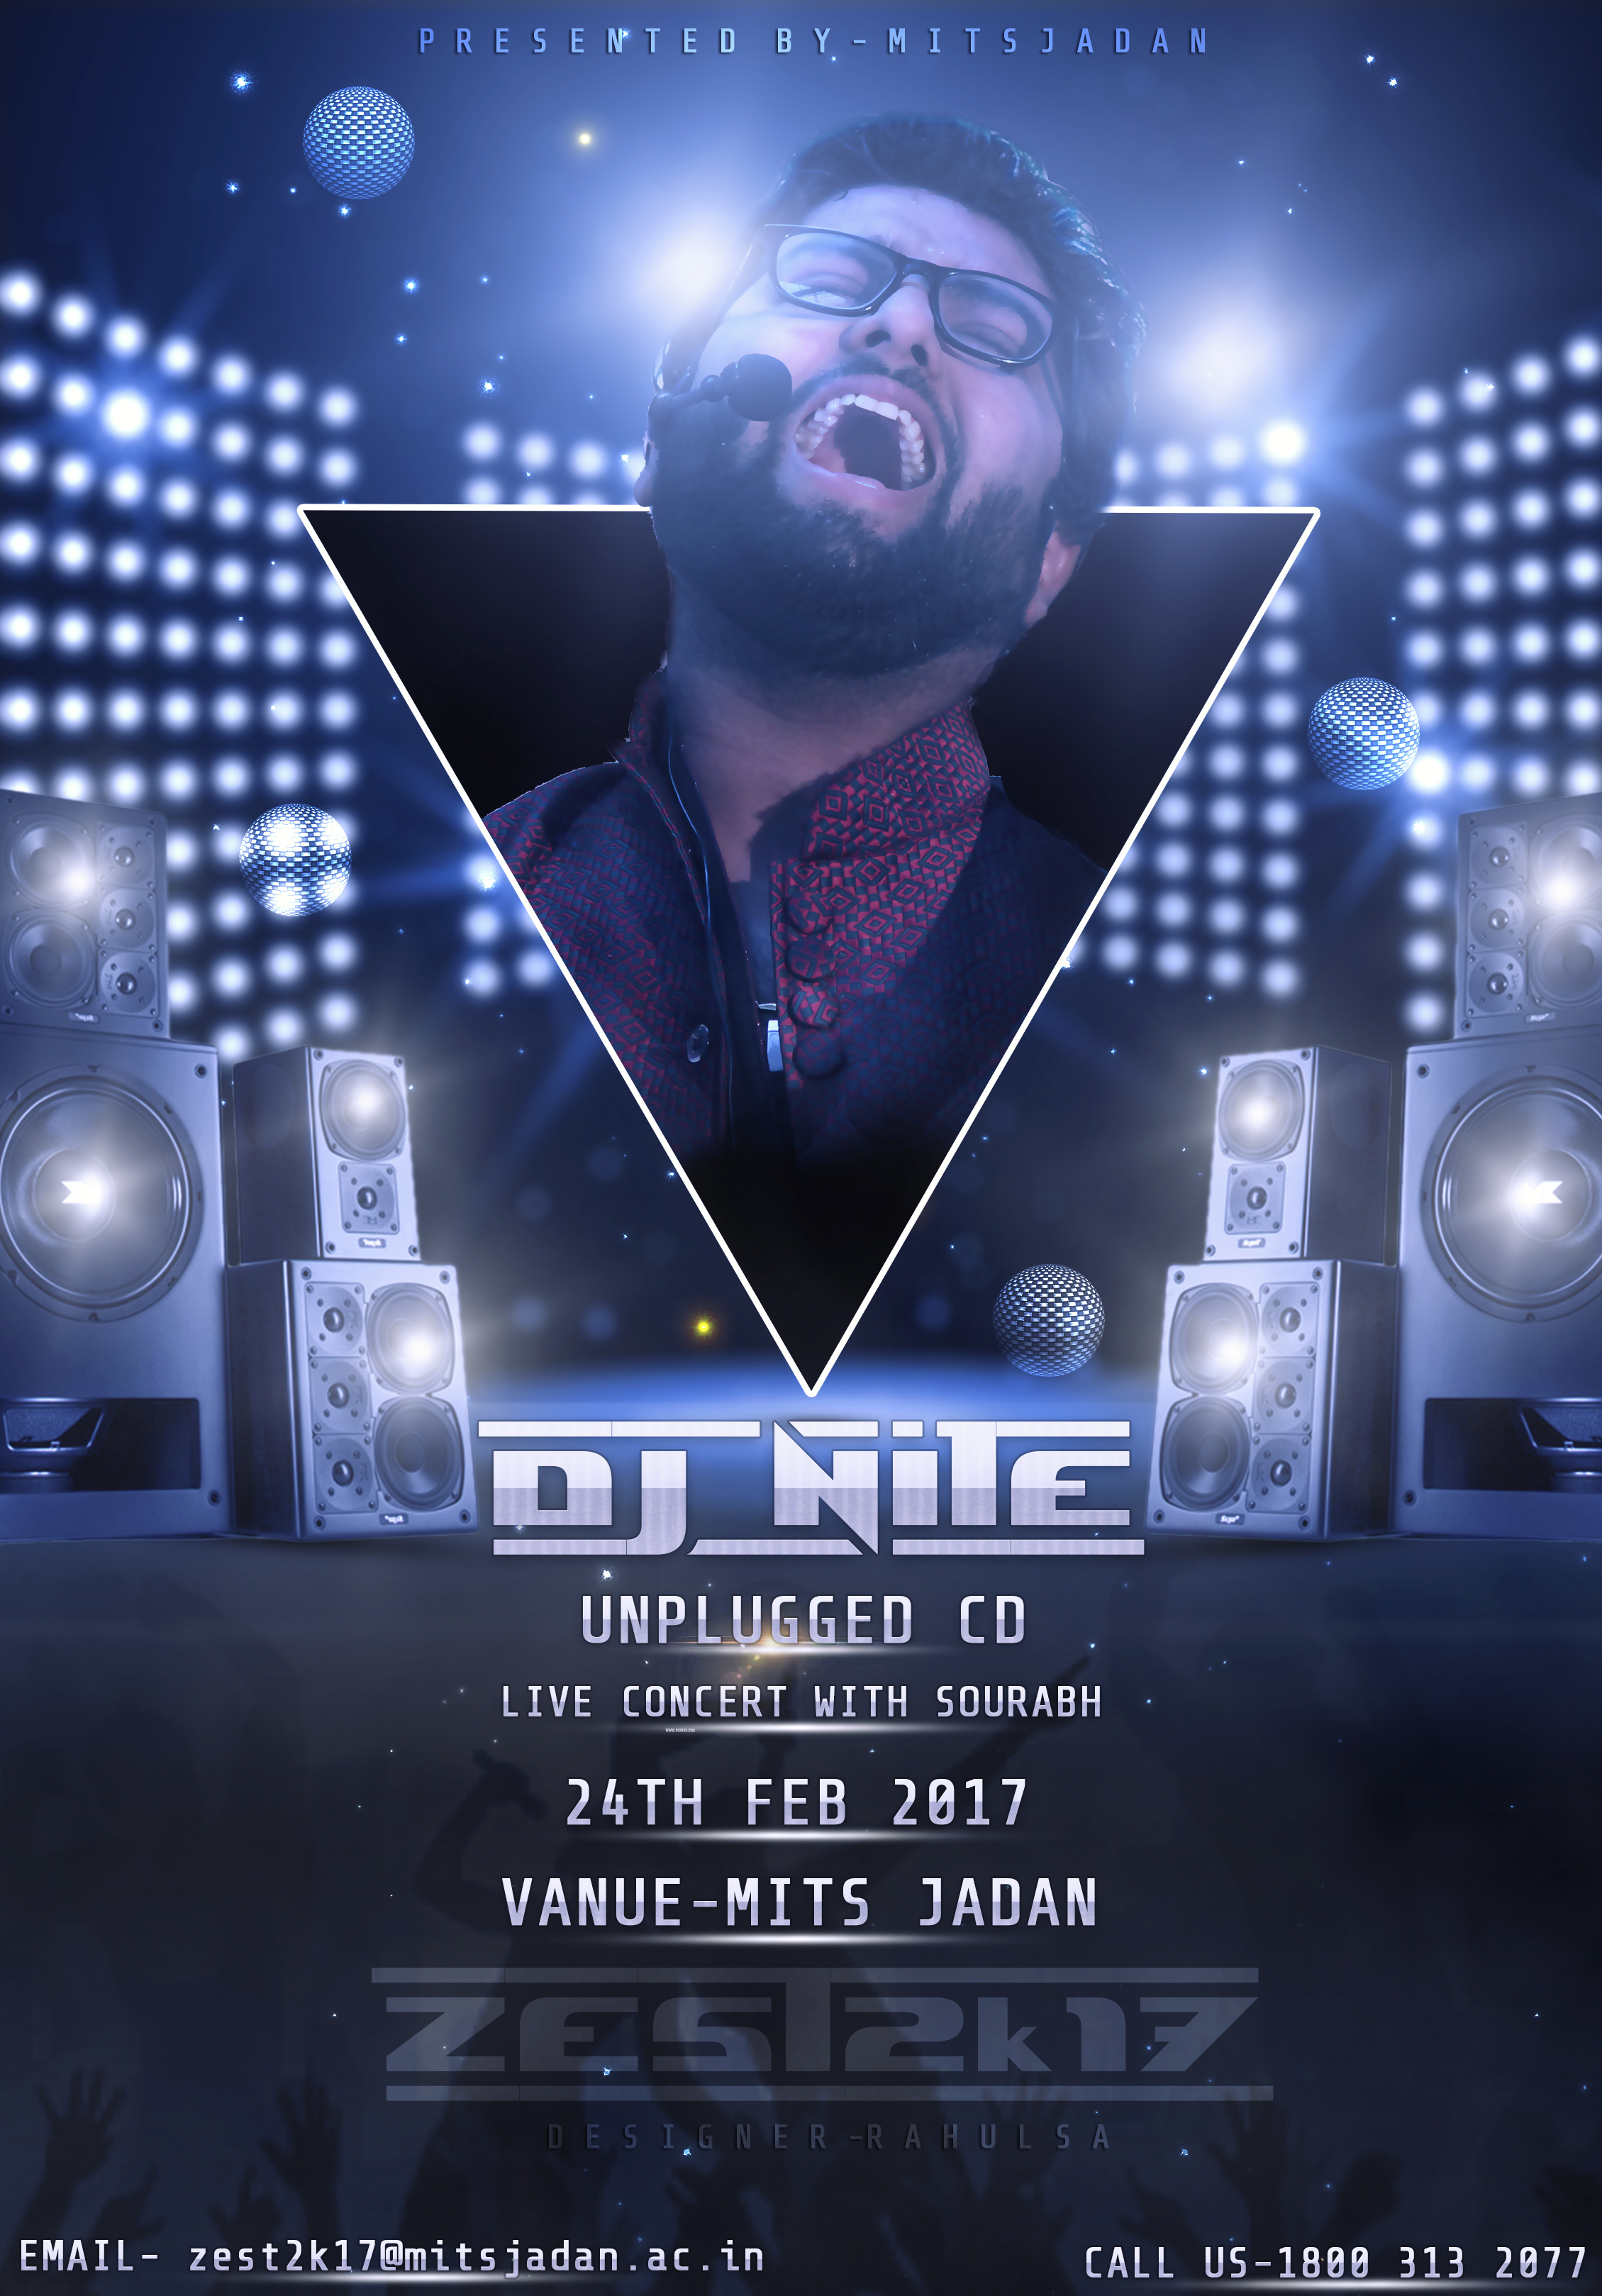 PRESENTED BY-MITSJADAN
DJ NITE
UNPLUGGED CD
LIVE CONCERT WITH SOURABH
24TH FEB 2017
VANUE-MITS JADAN
ZEST2K17
DESIGNER-RAHULSA
EMAIL- zest2k17@mitsjadan.ac.in
CALL US-1800 313 2077